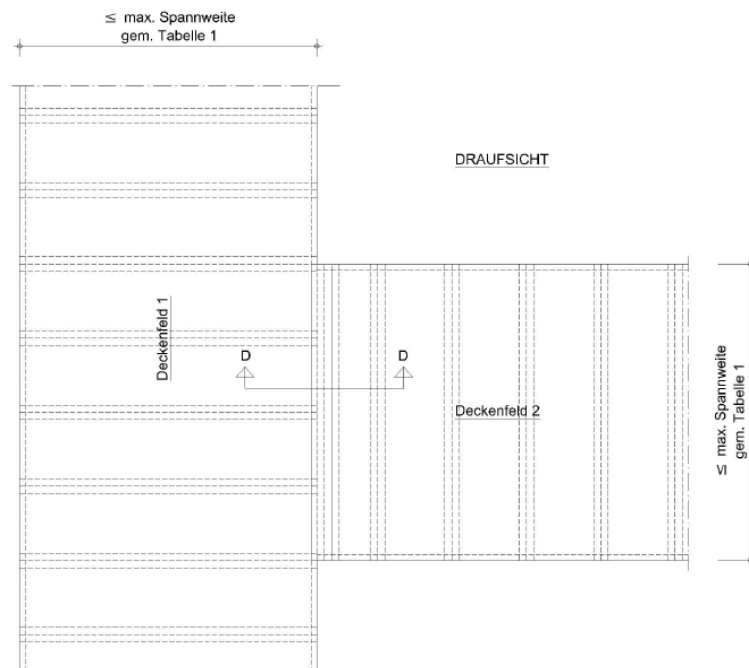 ≤ max. Spannweite
gem. Tabelle 1
DRAUFSICHT
Deckenfeld 1
D D
Deckenfeld 2
≤ max. Spannweite
gem. Tabelle 1